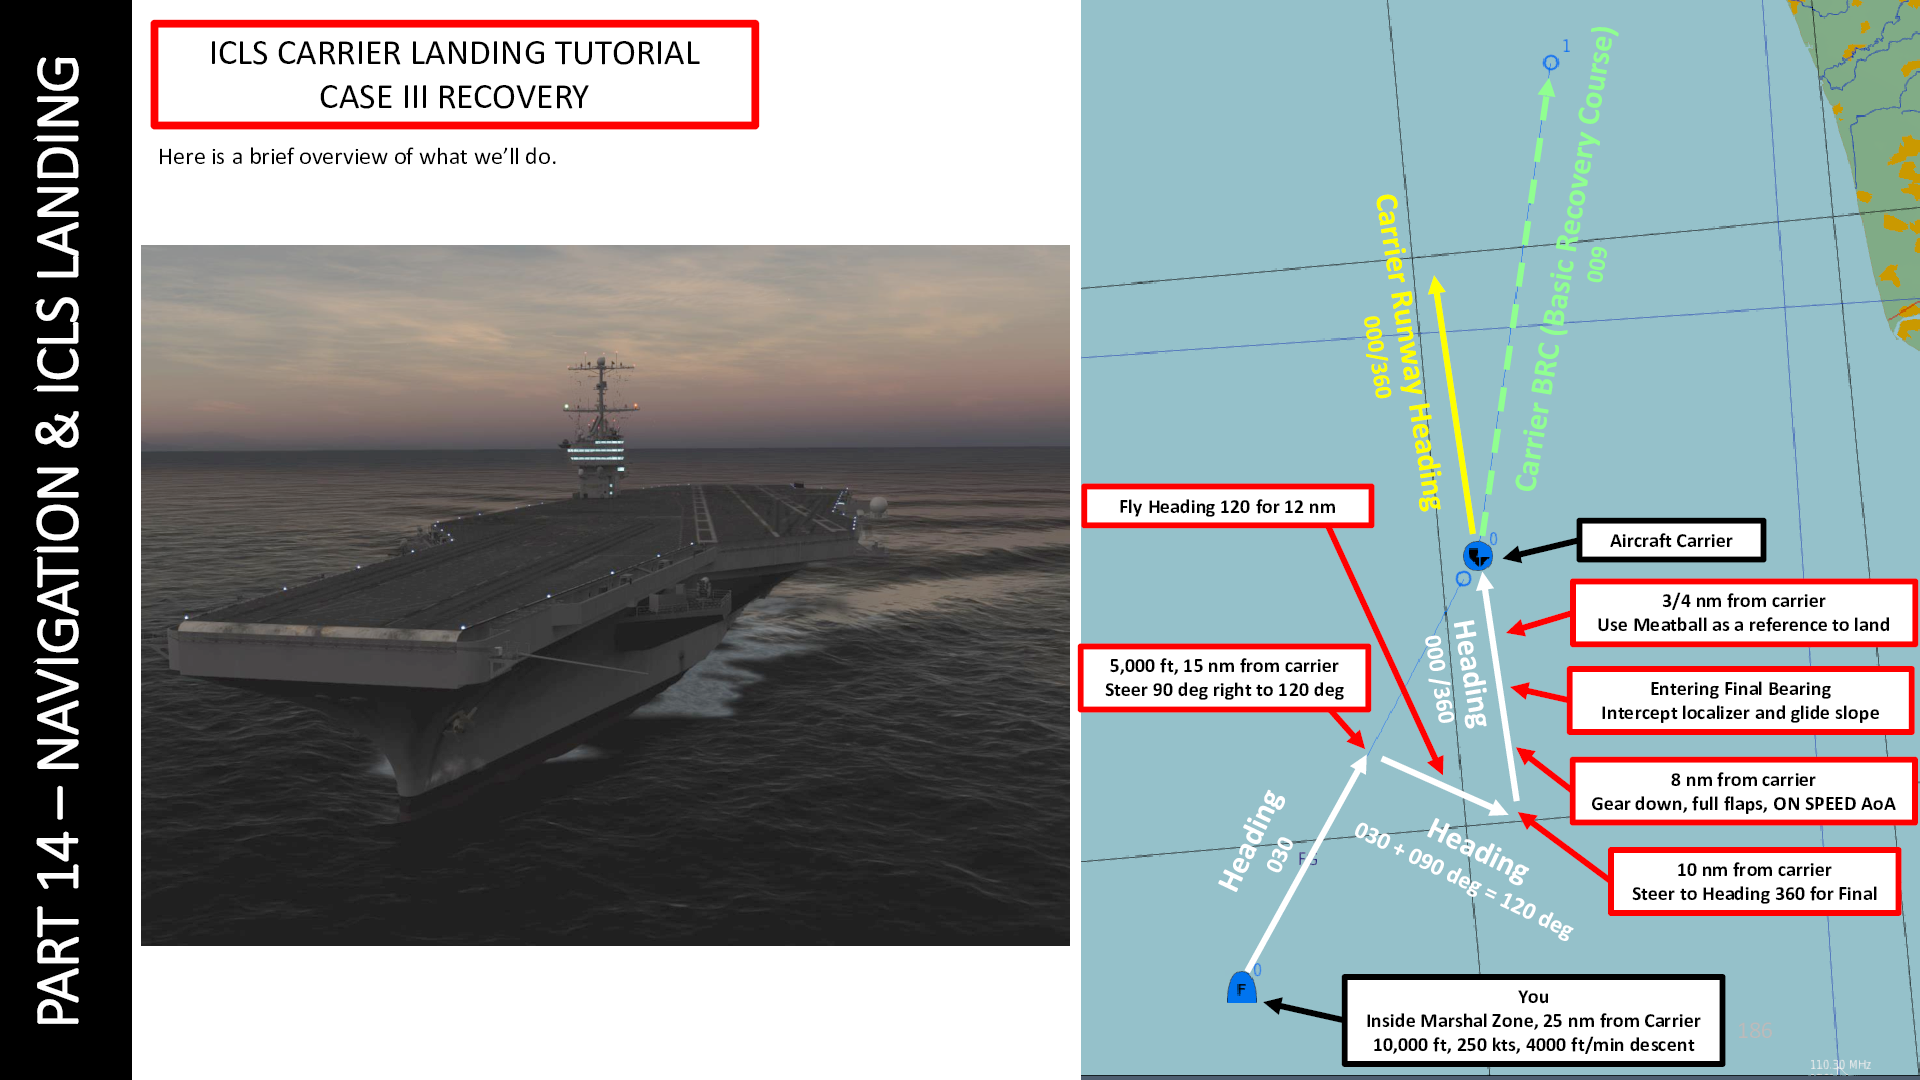 PART 14 – NAVIGATION & ICLS LANDING
ICLS CARRIER LANDING TUTORIAL
CASE III RECOVERY
Here is a brief overview of what we’ll do.
1
Carrier BRC (Basic Recovery Course)
009
Carrier Runway Heading
000/360
Fly Heading 120 for 12 nm
0
Aircraft Carrier
3/4 nm from carrier
Use Meatball as a reference to land
Heading
000 /360
5,000 ft, 15 nm from carrier
Steer 90 deg right to 120 deg
Entering Final Bearing
Intercept localizer and glide slope
8 nm from carrier
Gear down, full flaps, ON SPEED AoA
Heading
030
Heading
030 + 090 deg = 120 deg
10 nm from carrier
Steer to Heading 360 for Final
0
F
You
Inside Marshal Zone, 25 nm from Carrier
10,000 ft, 250 kts, 4000 ft/min descent
186
110.30 MHz